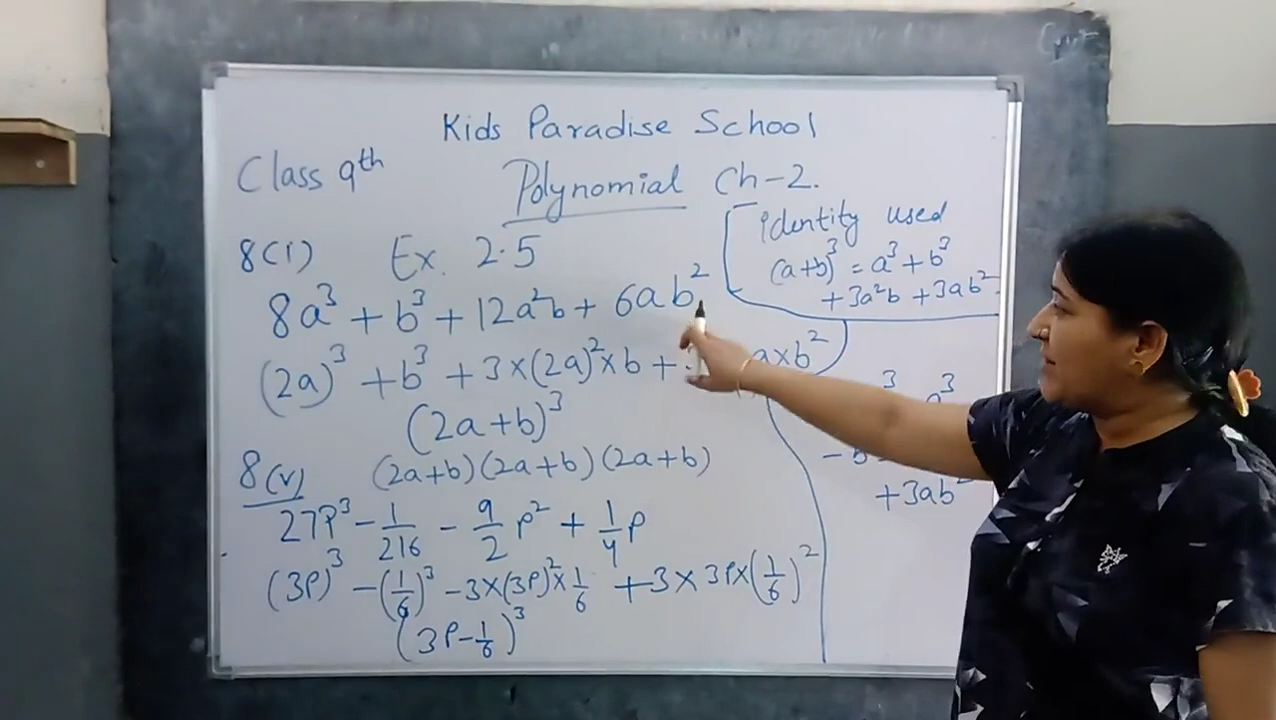 Kids Paradise School
Class 9th
Polynomial Ch-2.
identity used
(a+b)³ = a³ + b³
+ 3a²b + 3ab²
8(i) Ex. 2.5
8a³ + b³ + 12a²b + 6ab²
(2a)³ + b³ + 3×(2a)²×b + a×b²
(2a+b)³
(2a+b)(2a+b)(2a+b)
³ a³
- b
+3ab²
8(v)
27P³ - 1/216 - 9/2 P² + 1/4 P
(3P)³ - (1/6)³ - 3×(3P)²×1/6 + 3×3P×(1/6)²
(3P - 1/6)³